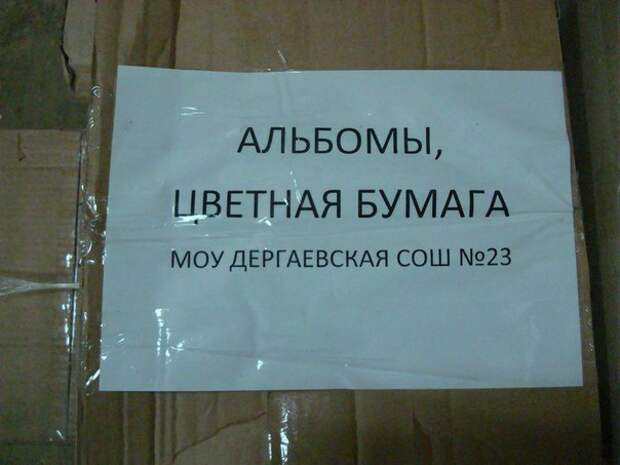 АЛЬБОМЫ,
ЦВЕТНАЯ БУМАГА
МОУ ДЕРГАЕВСКАЯ СОШ №23